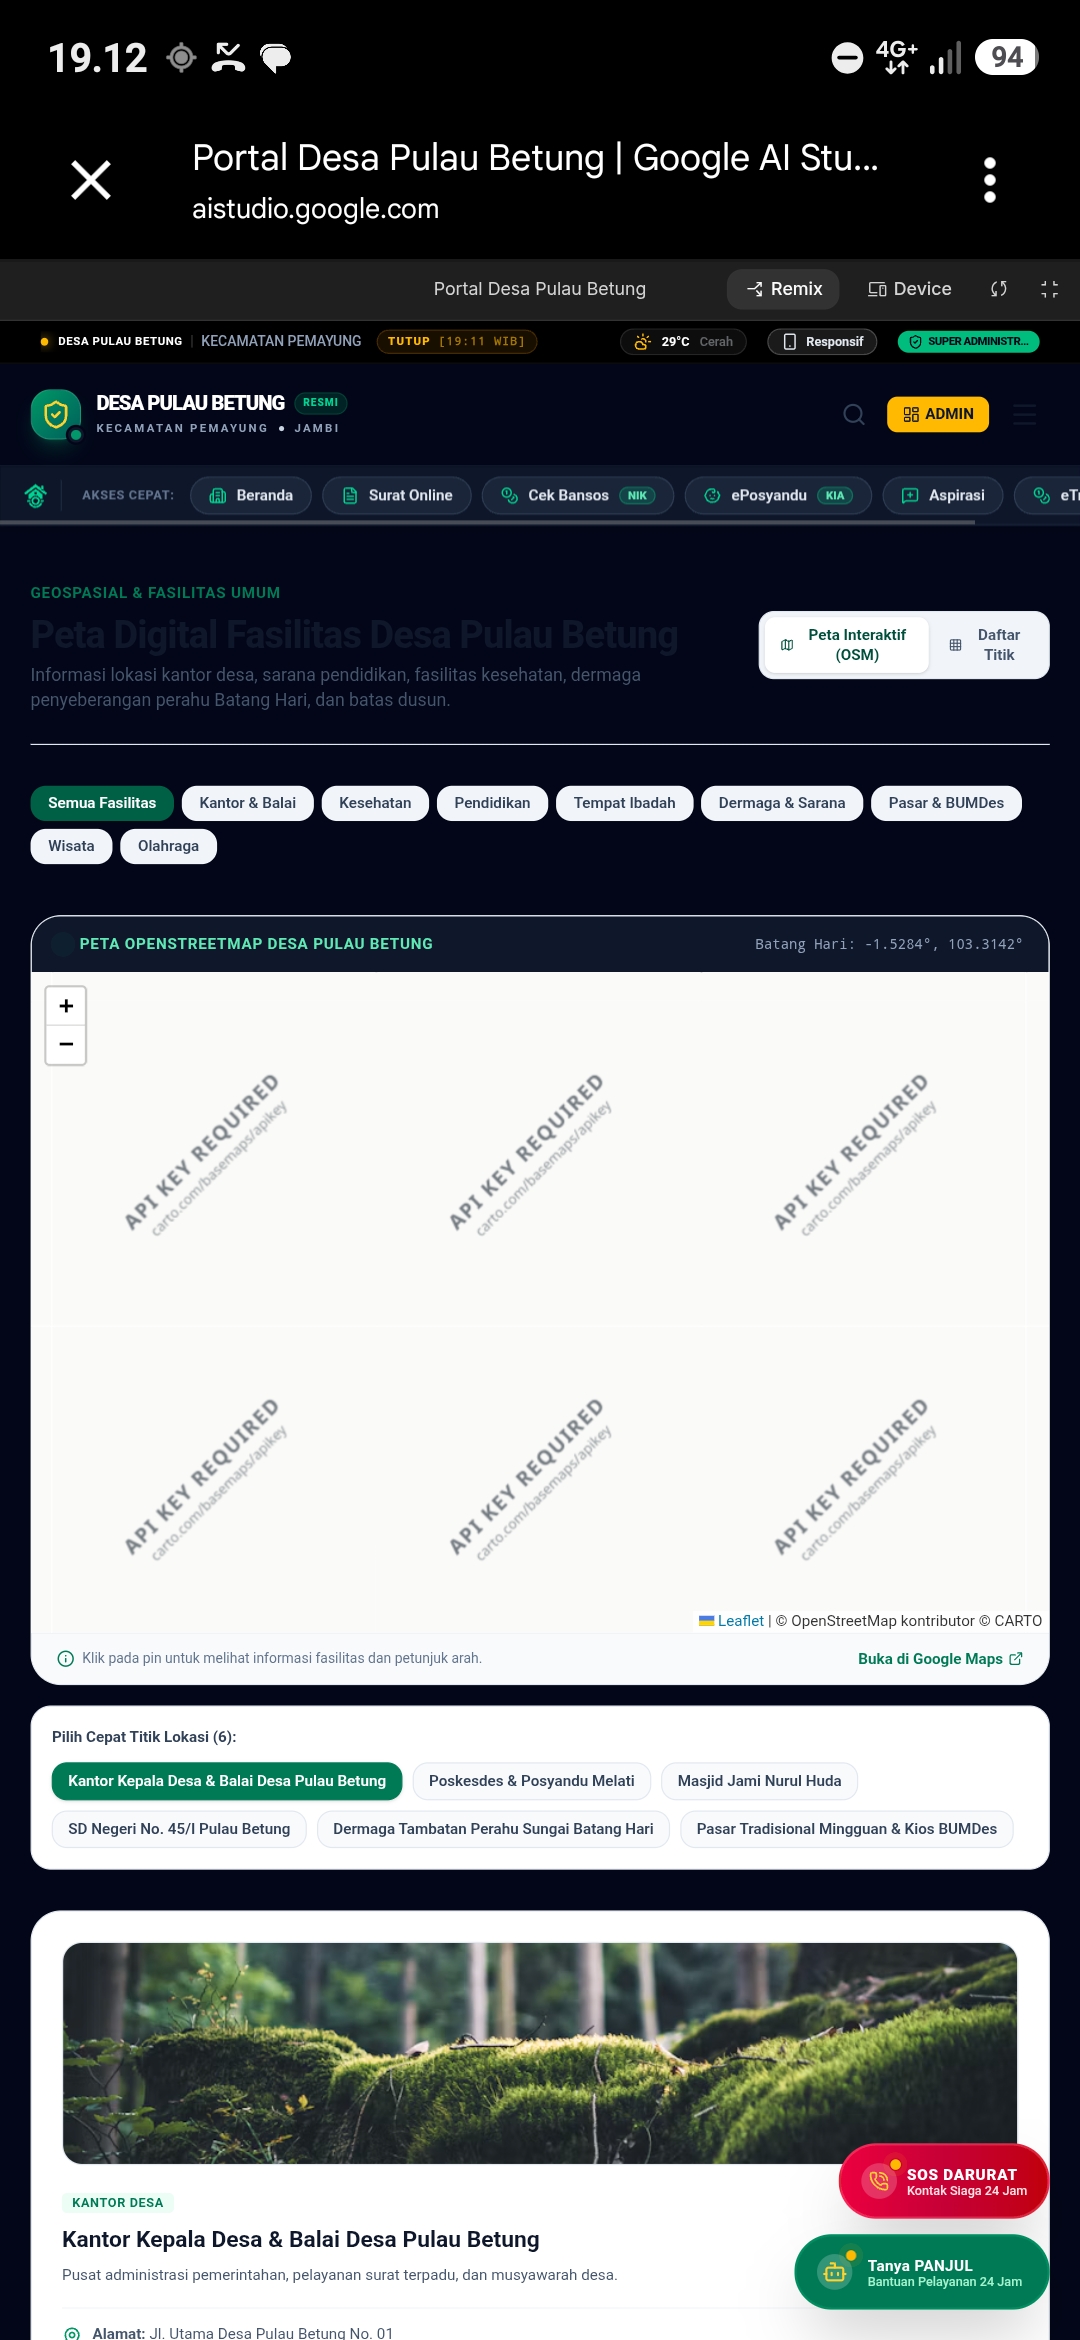 19.12
4G+
94
Portal Desa Pulau Betung | Google AI Stu...
aistudio.google.com
Portal Desa Pulau Betung
Remix
Device
DESA PULAU BETUNG | KECAMATAN PEMAYUNG
TUTUP [19:11 WIB]
29°C Cerah
Responsif
SUPER ADMINISTR...
DESA PULAU BETUNG RESMI
KECAMATAN PEMAYUNG • JAMBI
ADMIN
AKSES CEPAT:
Beranda
Surat Online
Cek Bansos NIK
ePosyandu KIA
Aspirasi
eTr
GEOSPASIAL & FASILITAS UMUM
Peta Digital Fasilitas Desa Pulau Betung
Informasi lokasi kantor desa, sarana pendidikan, fasilitas kesehatan, dermaga
penyeberangan perahu Batang Hari, dan batas dusun.
Peta Interaktif
(OSM)
Daftar
Titik
Semua Fasilitas
Kantor & Balai
Kesehatan
Pendidikan
Tempat Ibadah
Dermaga & Sarana
Pasar & BUMDes
Wisata
Olahraga
PETA OPENSTREETMAP DESA PULAU BETUNG
Batang Hari: -1.5284°, 103.3142°
+
−
API KEY REQUIRED
carto.com/basemaps/apikey
API KEY REQUIRED
carto.com/basemaps/apikey
API KEY REQUIRED
carto.com/basemaps/apikey
API KEY REQUIRED
carto.com/basemaps/apikey
API KEY REQUIRED
carto.com/basemaps/apikey
API KEY REQUIRED
carto.com/basemaps/apikey
Leaflet | © OpenStreetMap kontributor © CARTO
Klik pada pin untuk melihat informasi fasilitas dan petunjuk arah.
Buka di Google Maps
Pilih Cepat Titik Lokasi (6):
Kantor Kepala Desa & Balai Desa Pulau Betung
Poskesdes & Posyandu Melati
Masjid Jami Nurul Huda
SD Negeri No. 45/I Pulau Betung
Dermaga Tambatan Perahu Sungai Batang Hari
Pasar Tradisional Mingguan & Kios BUMDes
SOS DARURAT
Kontak Siaga 24 Jam
KANTOR DESA
Kantor Kepala Desa & Balai Desa Pulau Betung
Pusat administrasi pemerintahan, pelayanan surat terpadu, dan musyawarah desa.
Tanya PANJUL
Bantuan Pelayanan 24 Jam
Alamat: Jl. Utama Desa Pulau Betung No. 01